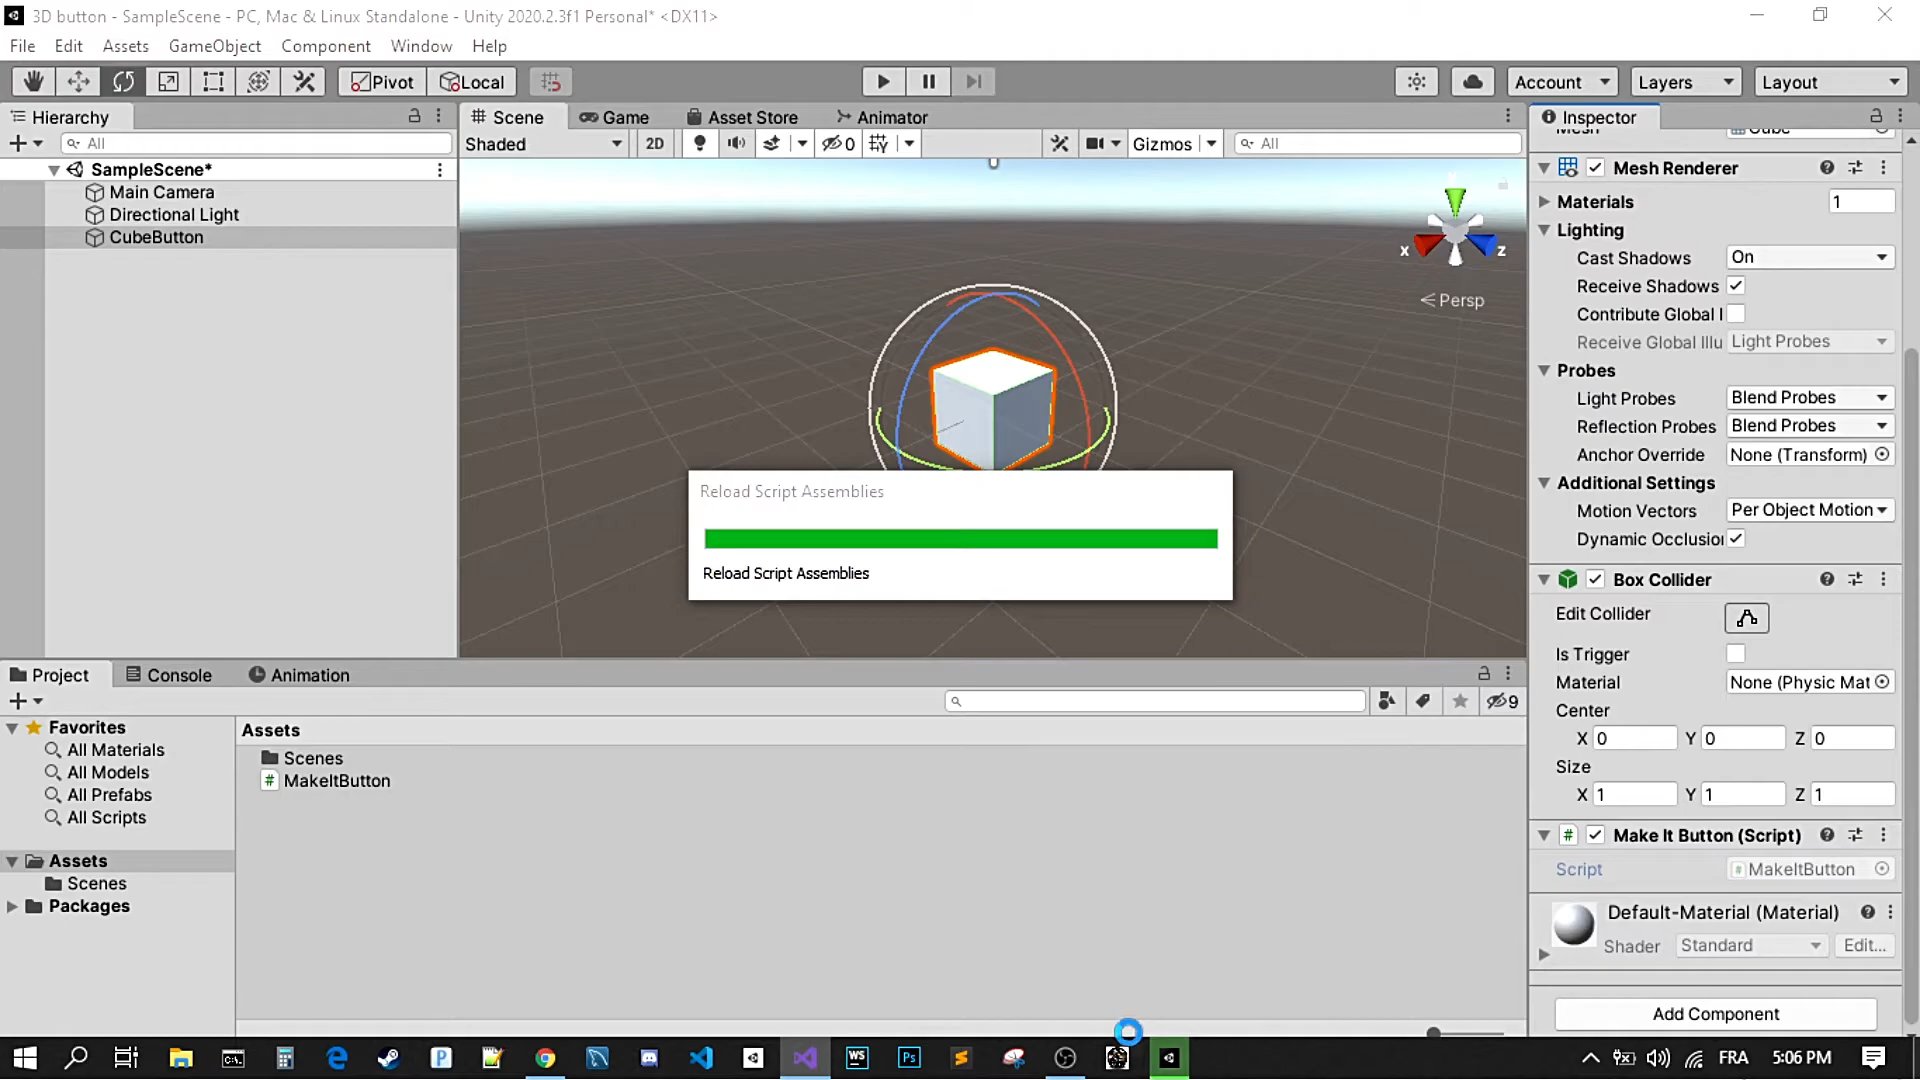 3D button - SampleScene - PC, Mac & Linux Standalone - Unity 2020.2.3f1 Personal* <DX11>
File Edit Assets GameObject Component Window Help
Pivot Local Account Layers Layout
Hierarchy
All
SampleScene*
Main Camera
Directional Light
CubeButton
Scene Game Asset Store Animator
Shaded 2D 0 Gizmos All
X Z
Persp
Reload Script Assemblies
Reload Script Assemblies
Project Console Animation
9
Favorites
All Materials
All Models
All Prefabs
All Scripts
Assets
Scenes
Packages
Assets
Scenes
MakeItButton
Inspector
Mesh Cube
Mesh Renderer
Materials 1
Lighting
Cast Shadows On
Receive Shadows
Contribute Global I
Receive Global Illu Light Probes
Probes
Light Probes Blend Probes
Reflection Probes Blend Probes
Anchor Override None (Transform)
Additional Settings
Motion Vectors Per Object Motion
Dynamic Occlusion
Box Collider
Edit Collider
Is Trigger
Material None (Physic Mat
Center
X 0 Y 0 Z 0
Size
X 1 Y 1 Z 1
Make It Button (Script)
Script MakeItButton
Default-Material (Material)
Shader Standard Edit...
Add Component
P WS Ps
FRA 5:06 PM